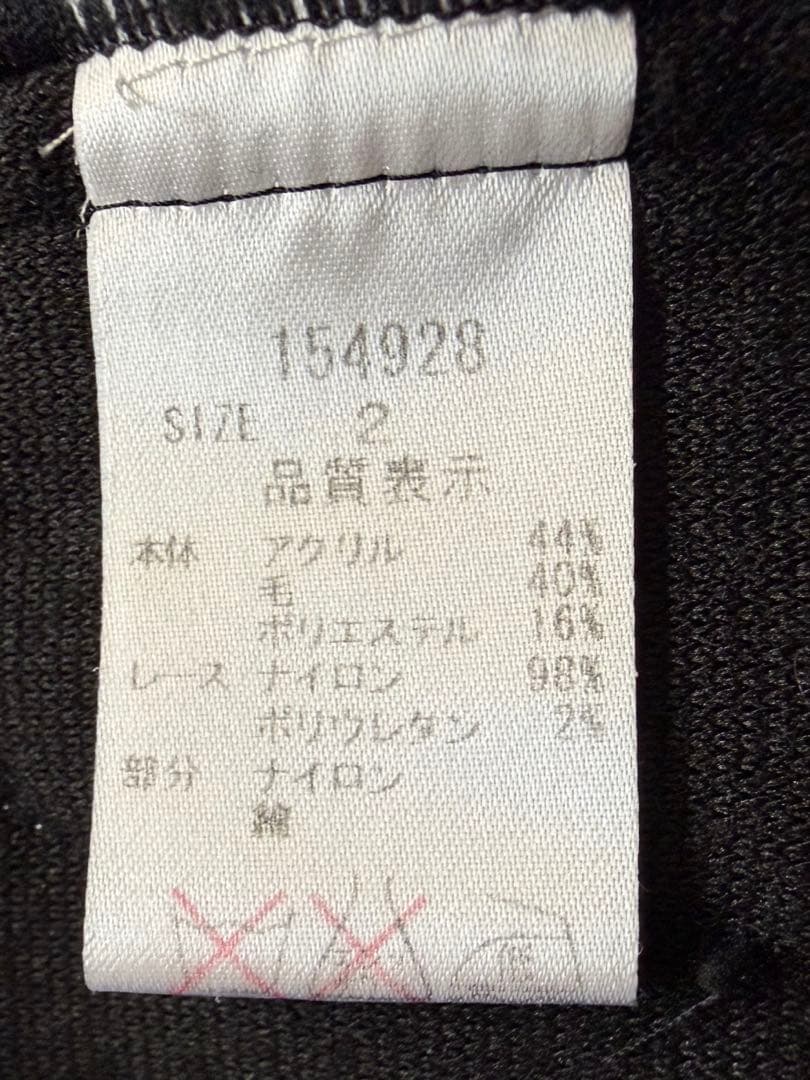 154928
SIZE 2
品質表示
本体 アクリル 44%
毛 40%
ポリエステル 16%
レース ナイロン 98%
ポリウレタン 2%
部分 ナイロン
綿
低